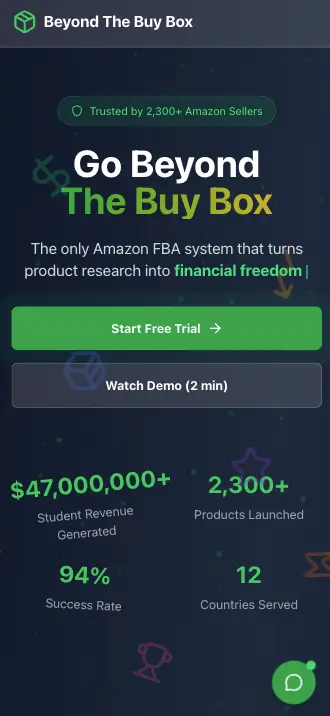 Beyond The Buy Box
Trusted by 2,300+ Amazon Sellers
Go Beyond
The Buy Box
The only Amazon FBA system that turns
product research into financial freedom|
Start Free Trial →
Watch Demo (2 min)
$47,000,000+
Student Revenue
Generated
2,300+
Products Launched
94%
Success Rate
12
Countries Served